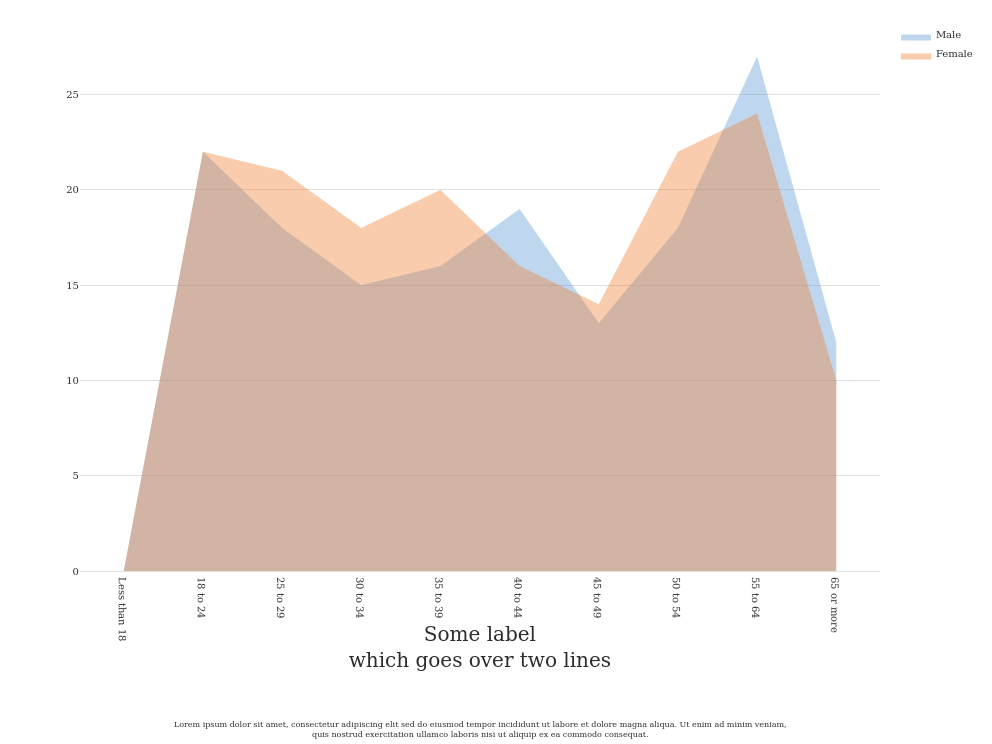 Male
Female
25
20
15
10
5
0
Less than 18
18 to 24
25 to 29
30 to 34
35 to 39
40 to 44
45 to 49
50 to 54
55 to 64
65 or more
Some label
which goes over two lines
Lorem ipsum dolor sit amet, consectetur adipiscing elit sed do eiusmod tempor incididunt ut labore et dolore magna aliqua. Ut enim ad minim veniam,
quis nostrud exercitation ullamco laboris nisi ut aliquip ex ea commodo consequat.